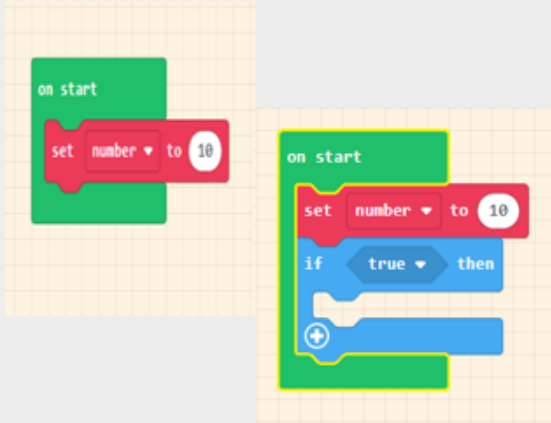 on start
set number to 10
on start
set number to 10
if true then